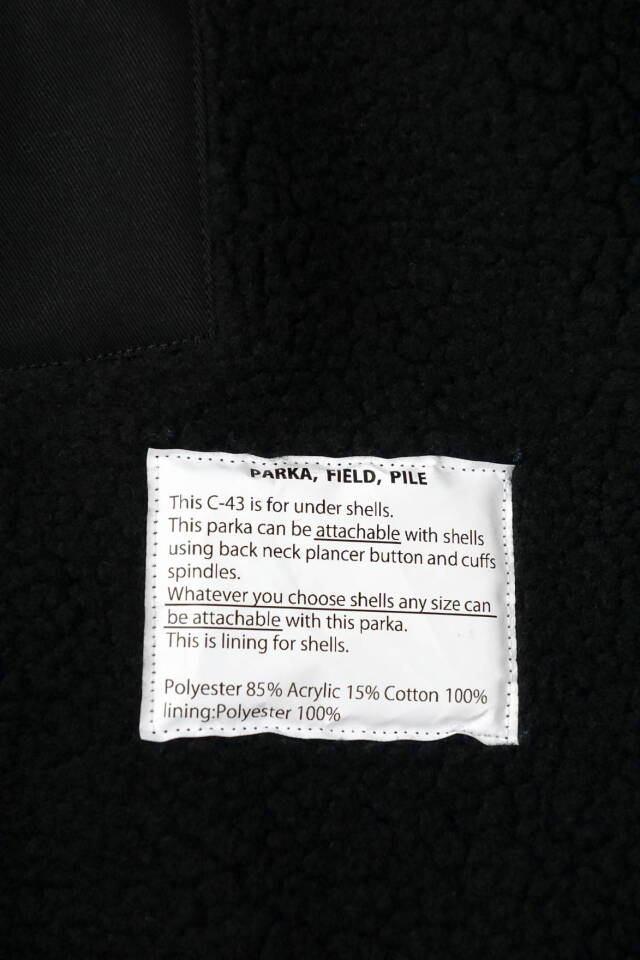 PARKA, FIELD, PILE
This C-43 is for under shells.
This parka can be attachable with shells
using back neck plancer button and cuffs
spindles.
Whatever you choose shells any size can
be attachable with this parka.
This is lining for shells.
Polyester 85% Acrylic 15% Cotton 100%
lining:Polyester 100%